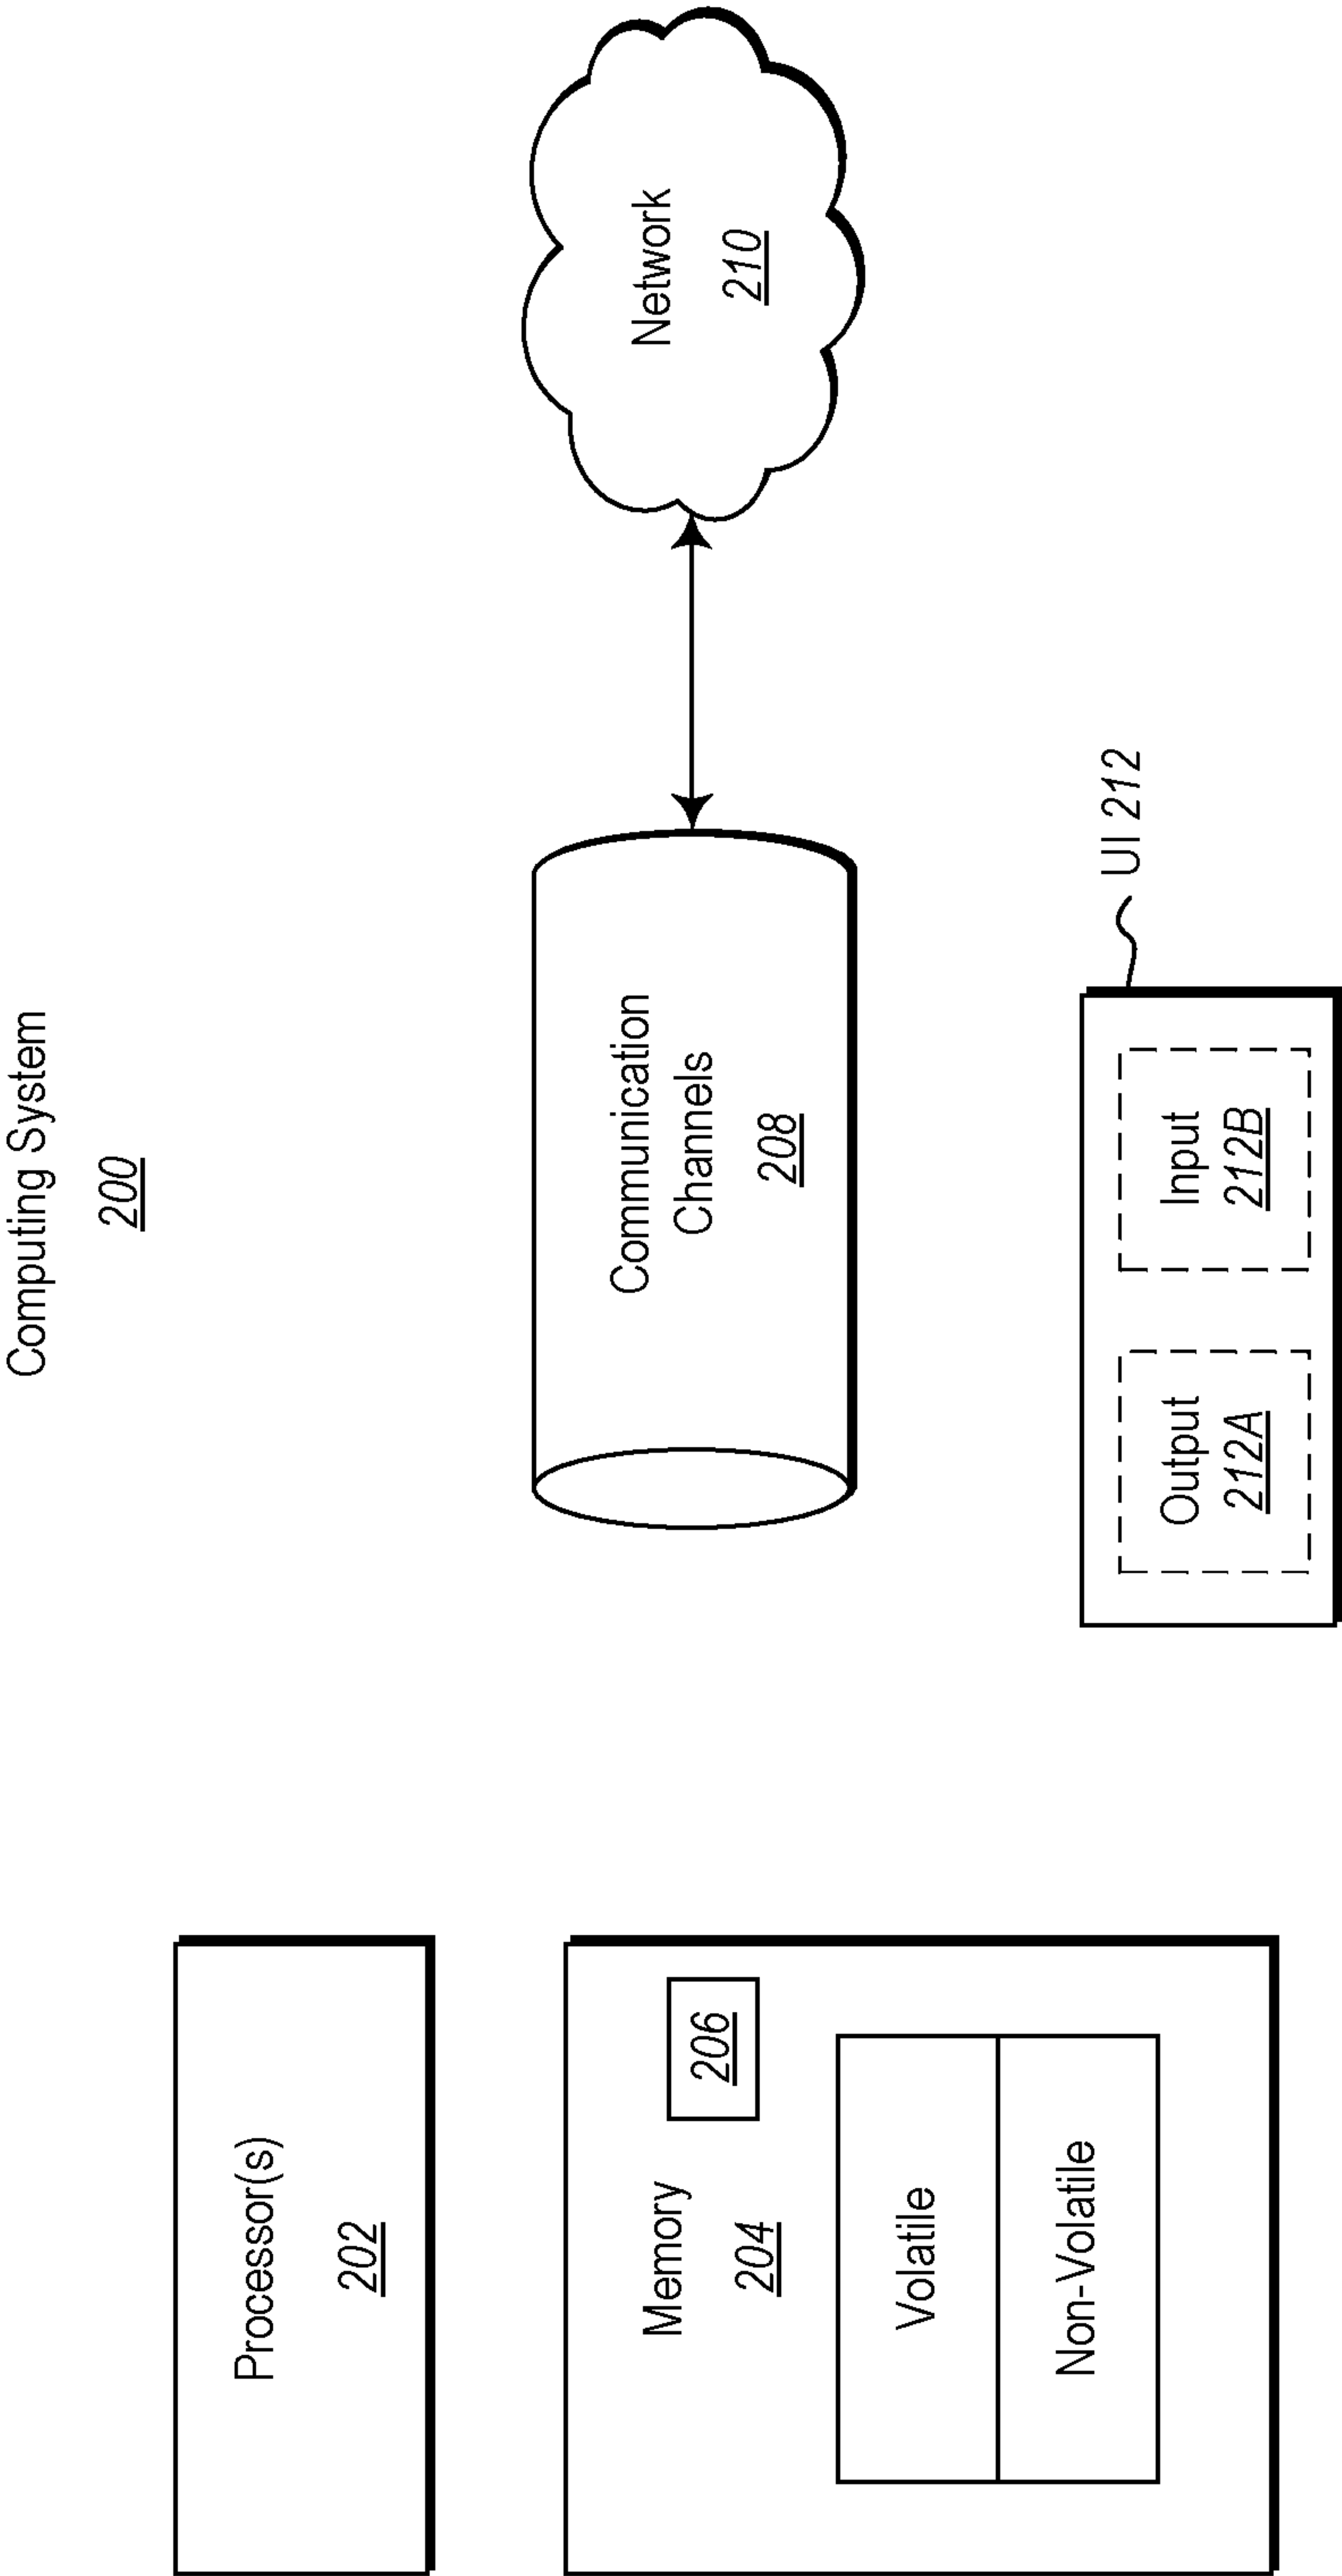 Computing System
200
Processor(s)
202
Memory
204
206
Volatile
Non-Volatile
Communication
Channels
208
Network
210
UI 212
Output
212A
Input
212B